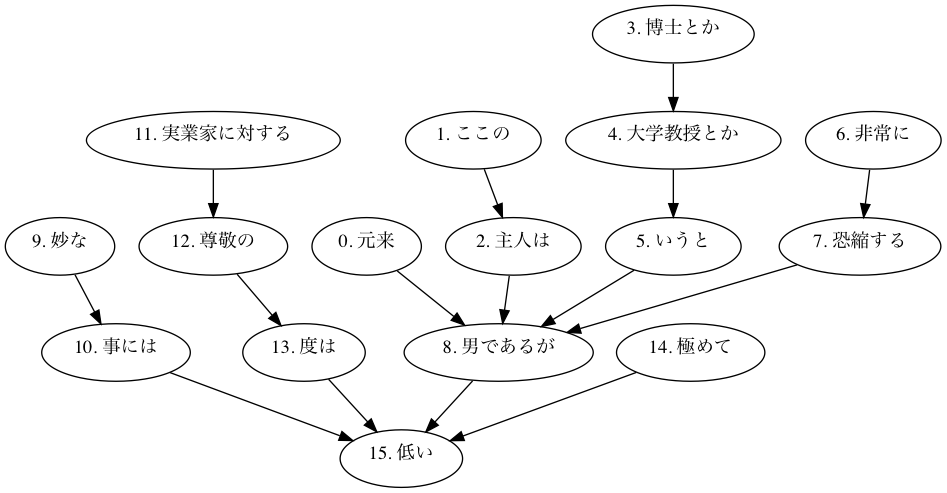 3. 博士とか
11. 実業家に対する
1. ここの
4. 大学教授とか
6. 非常に
9. 妙な
12. 尊敬の
0. 元来
2. 主人は
5. いうと
7. 恐縮する
10. 事には
13. 度は
8. 男であるが
14. 極めて
15. 低い